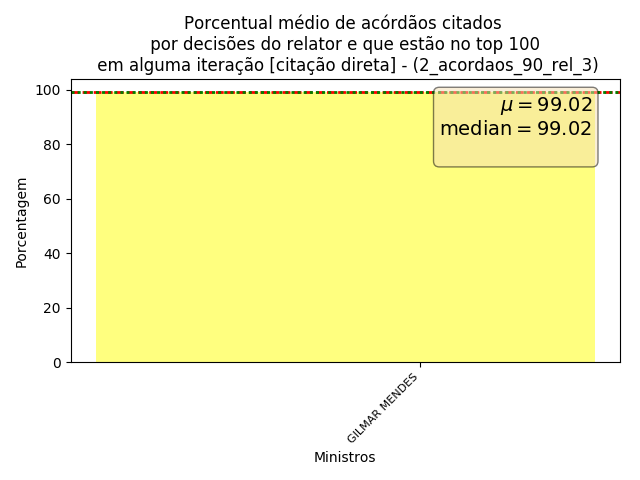 Porcentual médio de acórdãos citados
por decisões do relator e que estão no top 100
em alguma iteração [citação direta] - (2_acordaos_90_rel_3)
100
80
60
40
20
0
Porcentagem
μ = 99.02
median = 99.02
GILMAR MENDES
Ministros